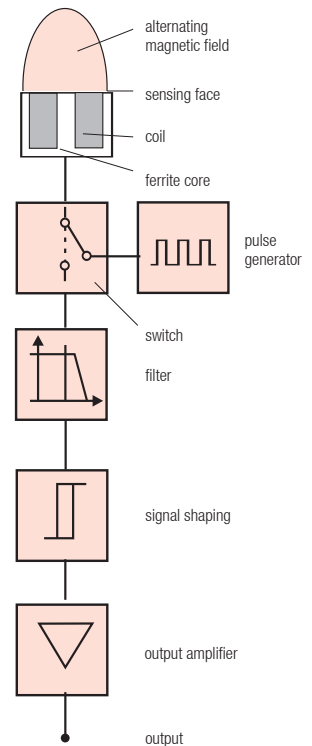 alternating
magnetic field
sensing face
coil
ferrite core
pulse
generator
switch
filter
signal shaping
output amplifier
output